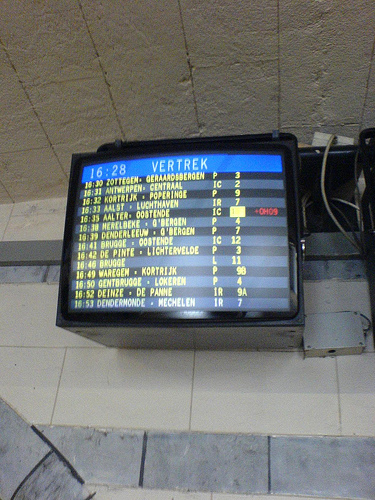 16:28 VERTREK
16:30 ZOTTEGEM - GERAARDSBERGEN P 3
16:31 ANTWERPEN - CENTRAAL IC 2
16:32 KORTRIJK - POPERINGE P 9
16:33 AALST - LUCHTHAVEN IR 7
16:35 AALTER - OOSTENDE IC +0H09
16:38 MERELBEKE - G'BERGEN P 4
16:39 DENDERLEEUW - G'BERGEN P 7
16:41 BRUGGE - OOSTENDE IC 12
16:42 DE PINTE - LICHTERVELDE P 3
16:46 BRUGGE L 11
16:49 WAREGEM - KORTRIJK P 9B
16:50 GENTBRUGGE - LOKEREN P 4
16:52 DEINZE - DE PANNE IR 9A
16:53 DENDERMONDE - MECHELEN IR 7